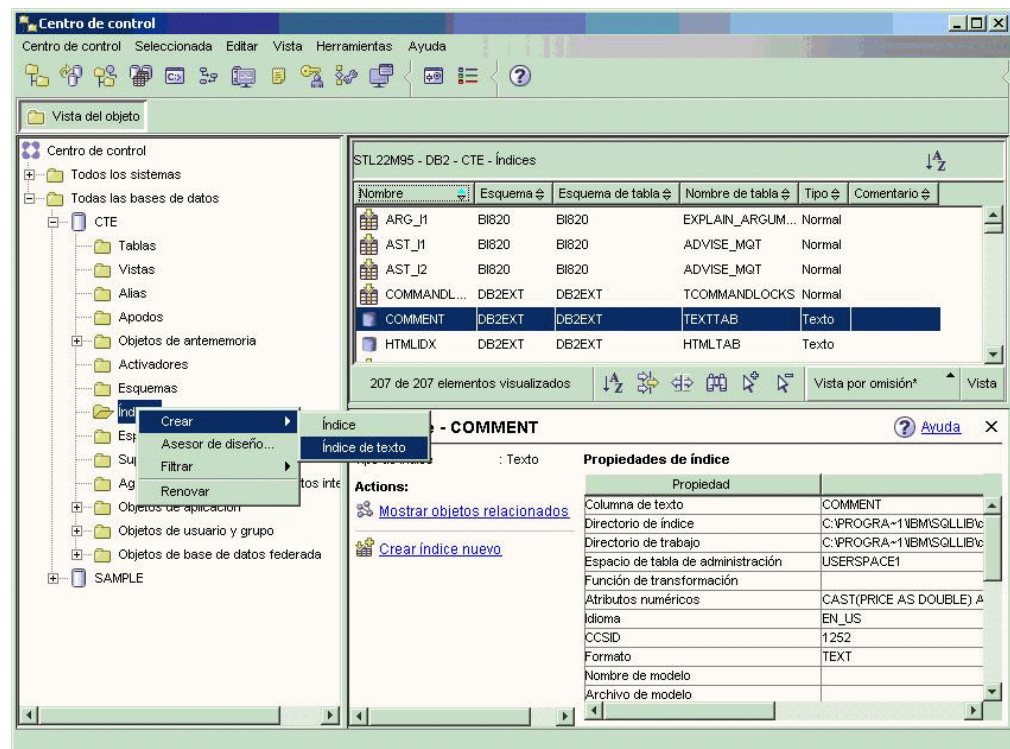 Centro de control
Centro de control Seleccionada Editar Vista Herramientas Ayuda
Vista del objeto
Centro de control
Todos los sistemas
Todas las bases de datos
CTE
Tablas
Vistas
Alias
Apodos
Objetos de antememoria
Activadores
Esquemas
Objetos de aplicación
Objetos de usuario y grupo
Objetos de base de datos federada
SAMPLE
Crear
Asesor de diseño...
Filtrar
Renovar
Índice
Índice de texto
STL22M95 - DB2 - CTE - Índices
Nombre Esquema Esquema de tabla Nombre de tabla Tipo Comentario
ARG_I1 BI820 BI820 EXPLAIN_ARGUM... Normal
AST_I1 BI820 BI820 ADVISE_MQT Normal
AST_I2 BI820 BI820 ADVISE_MQT Normal
COMMANDL... DB2EXT DB2EXT TCOMMANDLOCKS Normal
COMMENT DB2EXT DB2EXT TEXTTAB Texto
HTMLIDX DB2EXT DB2EXT HTMLTAB Texto
207 de 207 elementos visualizados Vista por omisión* Vista
- COMMENT Ayuda
: Texto
Actions:
Mostrar objetos relacionados
Crear índice nuevo
Propiedades de índice
Propiedad
Columna de texto COMMENT
Directorio de índice C:\PROGRA~1\IBM\SQLLIB\c
Directorio de trabajo C:\PROGRA~1\IBM\SQLLIB\c
Espacio de tabla de administración USERSPACE1
Función de transformación
Atributos numéricos CAST(PRICE AS DOUBLE) A
Idioma EN_US
CCSID 1252
Formato TEXT
Nombre de modelo
Archivo de modelo